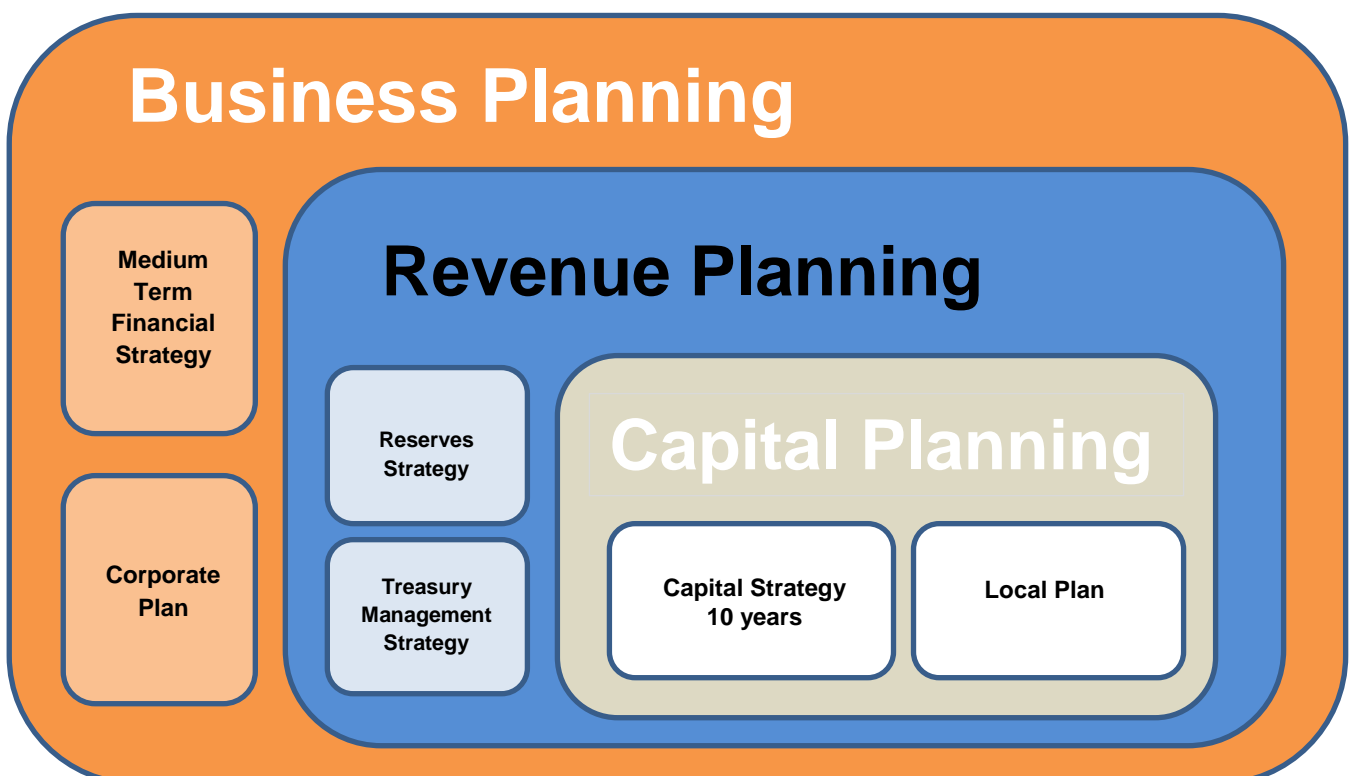 Business Planning
Medium
Term
Financial
Strategy
Corporate
Plan
Revenue Planning
Reserves
Strategy
Treasury
Management
Strategy
Capital Planning
Capital Strategy
10 years
Local Plan